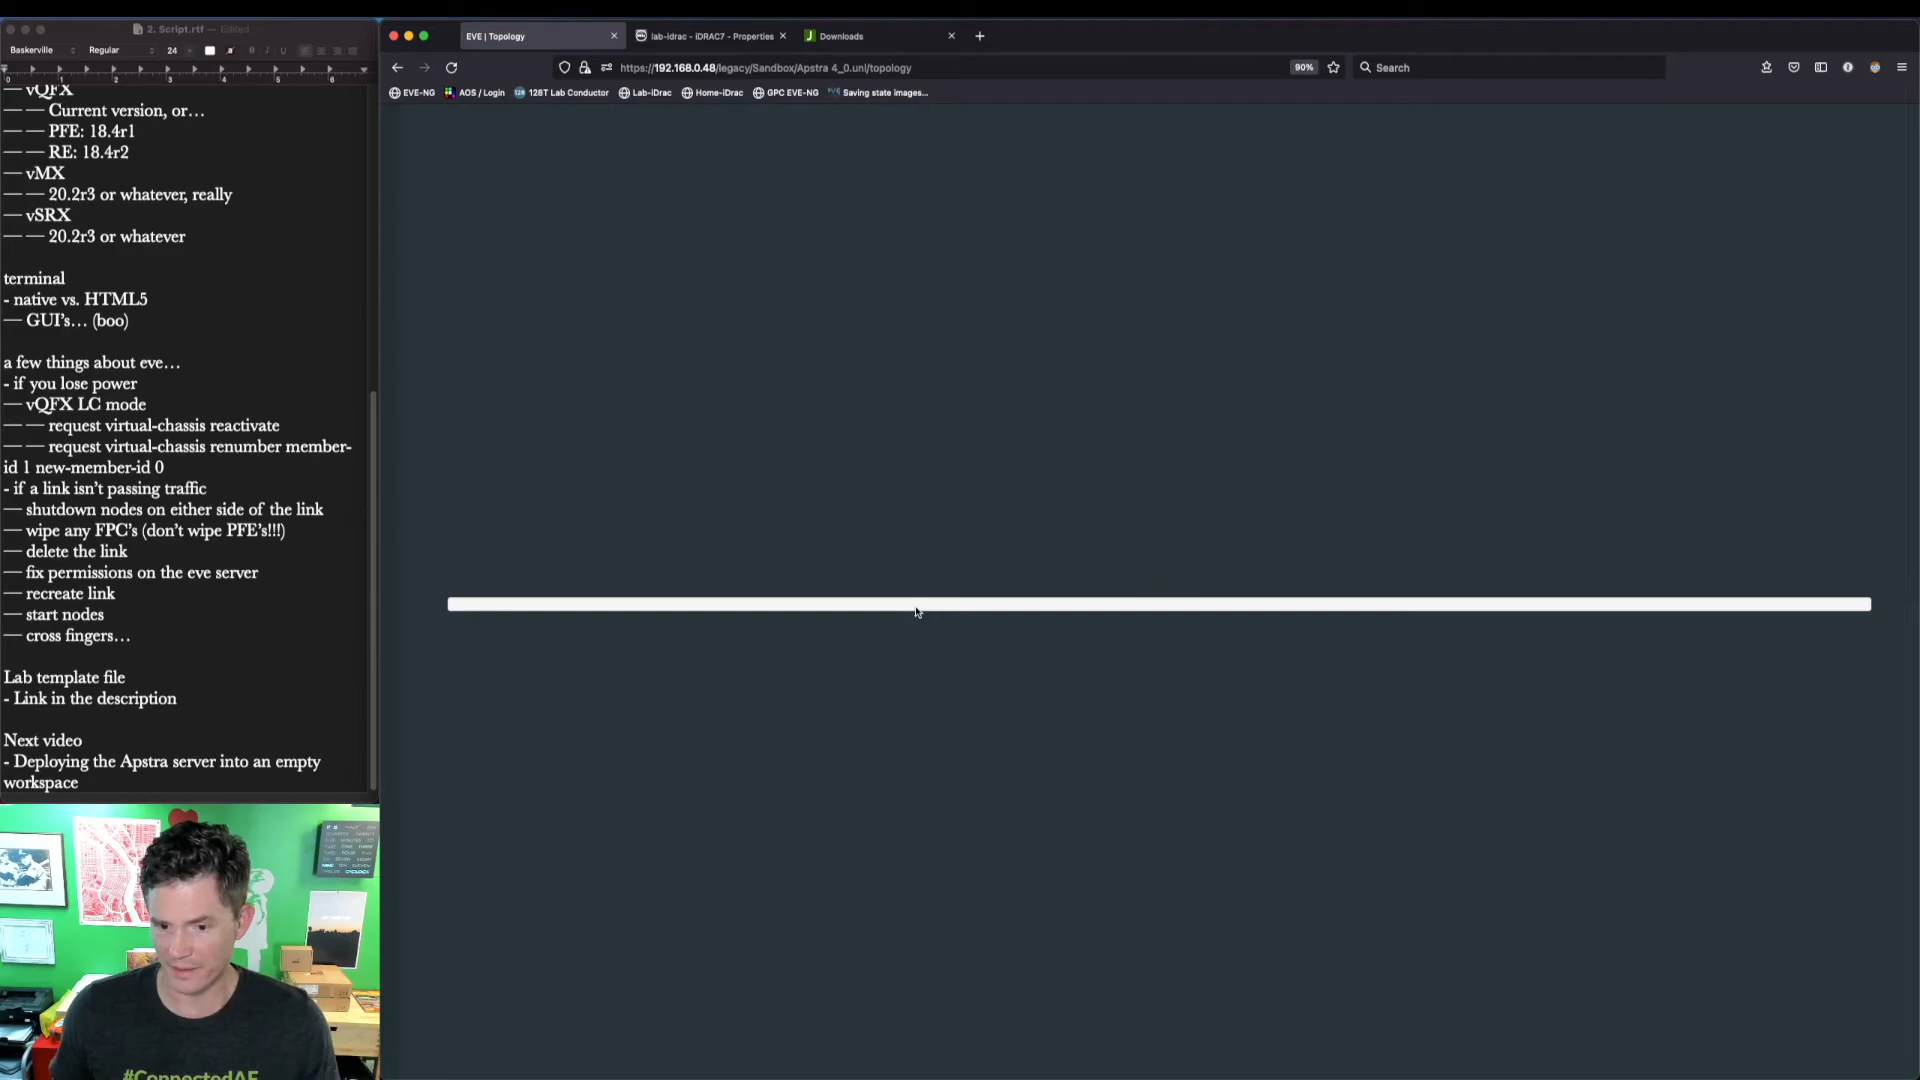 2. Script.rtf — Edited
Baskerville
Regular
24
0 1 2 3 4 5 6
— vQFX
— — Current version, or…
— — PFE: 18.4r1
— — RE: 18.4r2
— vMX
— — 20.2r3 or whatever, really
— vSRX
— — 20.2r3 or whatever
terminal
- native vs. HTML5
— GUI's… (boo)
a few things about eve…
- if you lose power
— vQFX LC mode
— — request virtual-chassis reactivate
— — request virtual-chassis renumber member-
id 1 new-member-id 0
- if a link isn't passing traffic
— shutdown nodes on either side of the link
— wipe any FPC's (don't wipe PFE's!!!)
— delete the link
— fix permissions on the eve server
— recreate link
— start nodes
— cross fingers…
Lab template file
- Link in the description
Next video
- Deploying the Apstra server into an empty
workspace
EVE | Topology
lab-idrac - iDRAC7 - Properties
Downloads
https://192.168.0.48/legacy/Sandbox/Apstra 4_0.unl/topology
90%
Search
EVE-NG
AOS / Login
128T Lab Conductor
Lab-iDrac
Home-iDrac
GPC EVE-NG
Saving state images...
#ConnectedAF